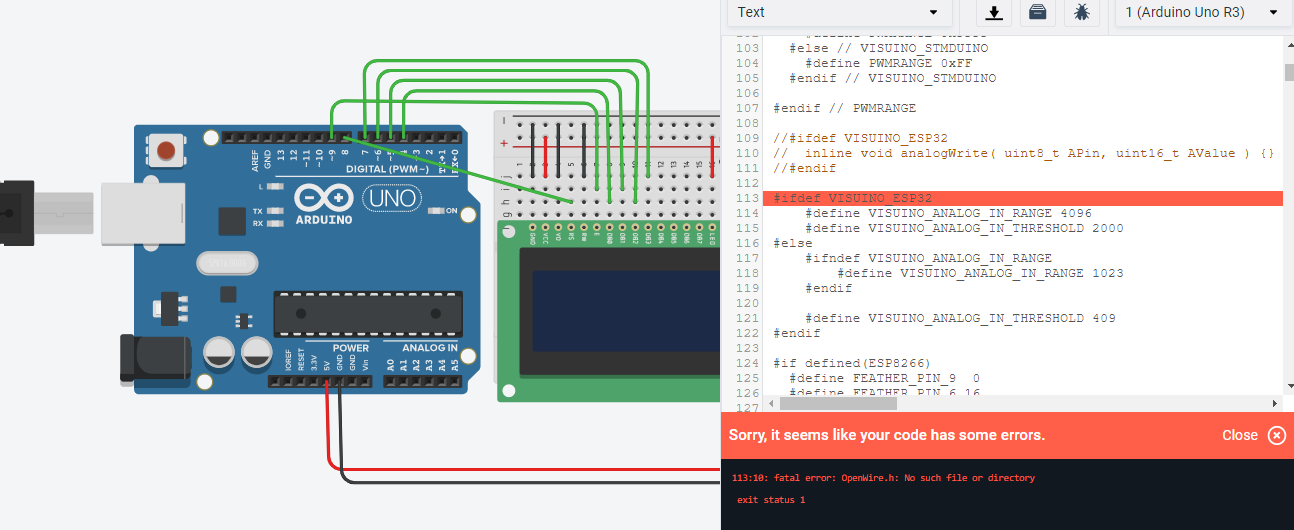 Text
1 (Arduino Uno R3)
103 #else // VISUINO_STMDUINO
104 #define PWMRANGE 0xFF
105 #endif // VISUINO_STMDUINO
106
107 #endif // PWMRANGE
108
109 //#ifdef VISUINO_ESP32
110 // inline void analogWrite( uint8_t APin, uint16_t AValue ) {}
111 //#endif
112
113 #ifdef VISUINO_ESP32
114 #define VISUINO_ANALOG_IN_RANGE 4096
115 #define VISUINO_ANALOG_IN_THRESHOLD 2000
116 #else
117 #ifndef VISUINO_ANALOG_IN_RANGE
118 #define VISUINO_ANALOG_IN_RANGE 1023
119 #endif
120
121 #define VISUINO_ANALOG_IN_THRESHOLD 409
122 #endif
123
124 #if defined(ESP8266)
125 #define FEATHER_PIN_9 0
126 #define FEATHER_PIN_6 16
127
Sorry, it seems like your code has some errors.
Close
113:10: fatal error: OpenWire.h: No such file or directory
exit status 1
AREF
GND
13
12
~11
~10
~9
8
7
~6
~5
4
~3
2
DIGITAL (PWM~)
L
TX
RX
ARDUINO
UNO
ON
POWER
ANALOG IN
IOREF
RESET
3.3V
5V
GND
GND
Vin
A0
A1
A2
A3
A4
A5
j
i
h
g
GND
VCC